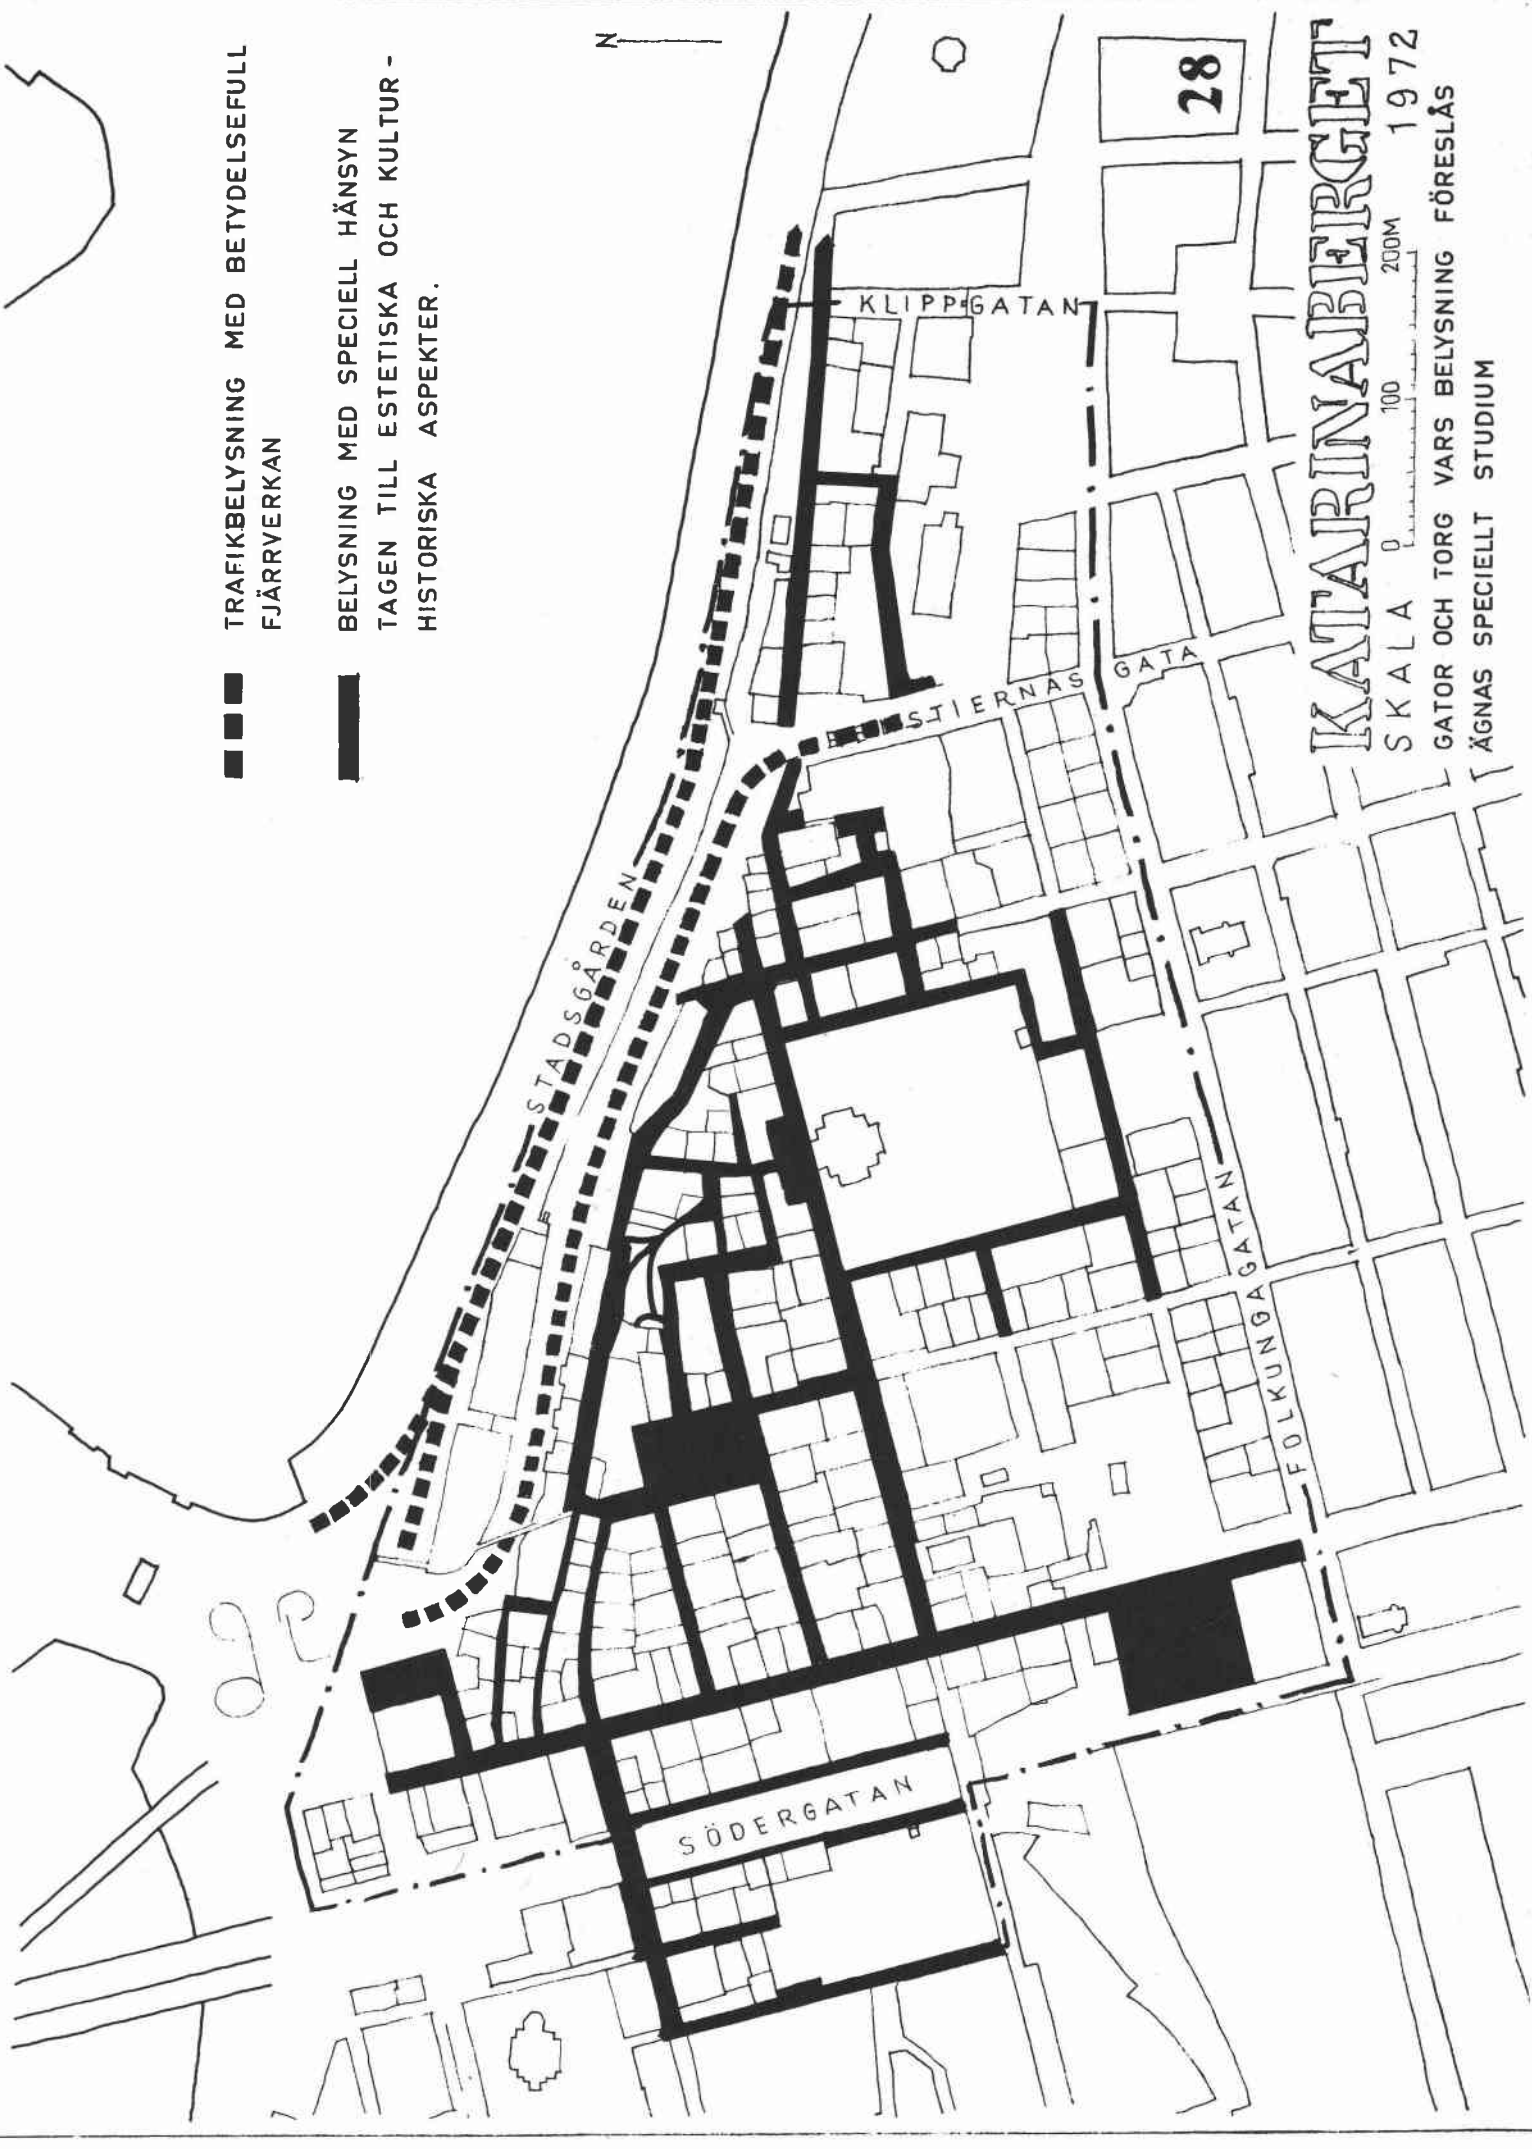 TRAFIKBELYSNING MED BETYDELSEFULL
FJÄRRVERKAN
BELYSNING MED SPECIELL HÄNSYN
TAGEN TILL ESTETISKA OCH KULTUR-
HISTORISKA ASPEKTER.
N
STADSGÅRDEN
KLIPPGATAN
STIERNAS GATA
SÖDERGATAN
FOLKUNGAGATAN
28
KATARINABERGET
SKALA 0 100 200M 1972
GATOR OCH TORG VARS BELYSNING FÖRESLÅS
ÄGNAS SPECIELLT STUDIUM